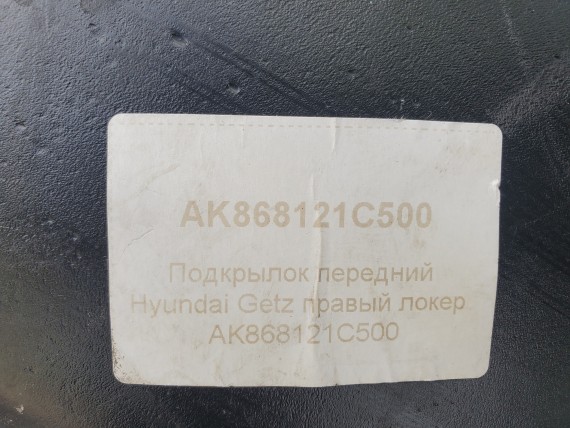 AK868121C500
Подкрылок передний
Hyundai Getz правый локер
AK868121C500